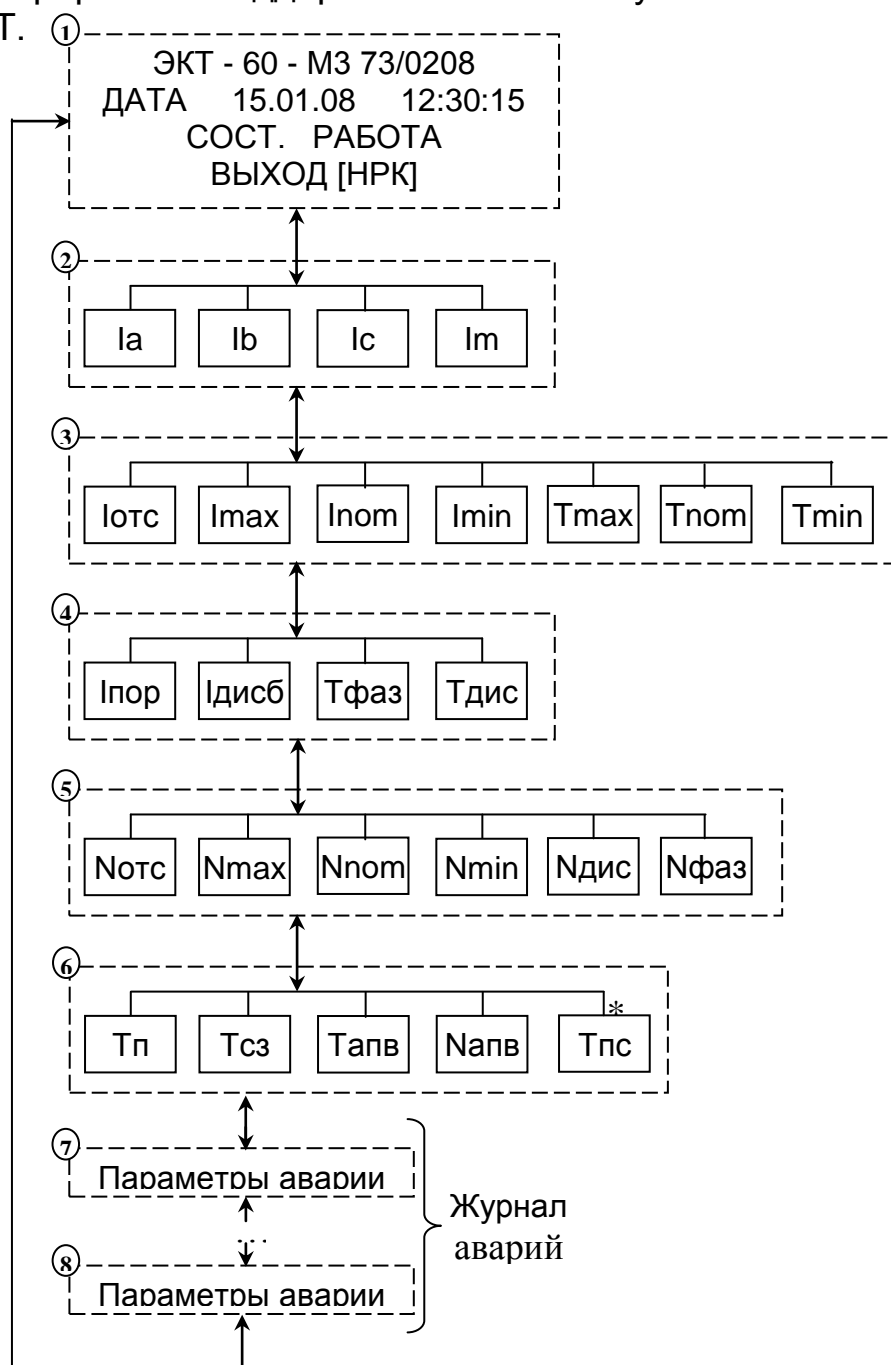 Т.
1
ЭКТ - 60 - М3 73/0208
ДАТА 15.01.08 12:30:15
СОСТ. РАБОТА
ВЫХОД [НРК]
2
Ia Ib Ic Im
3
Iотс Imax Inom Imin Tmax Tnom Tmin
4
Iпор Iдисб Tфаз Tдис
5
Nотс Nmax Nnom Nmin Nдис Nфаз
6
Тп Тсз Тапв Nапв Тпс *
7
Параметры аварии
...
8
Параметры аварии
Журнал
аварий